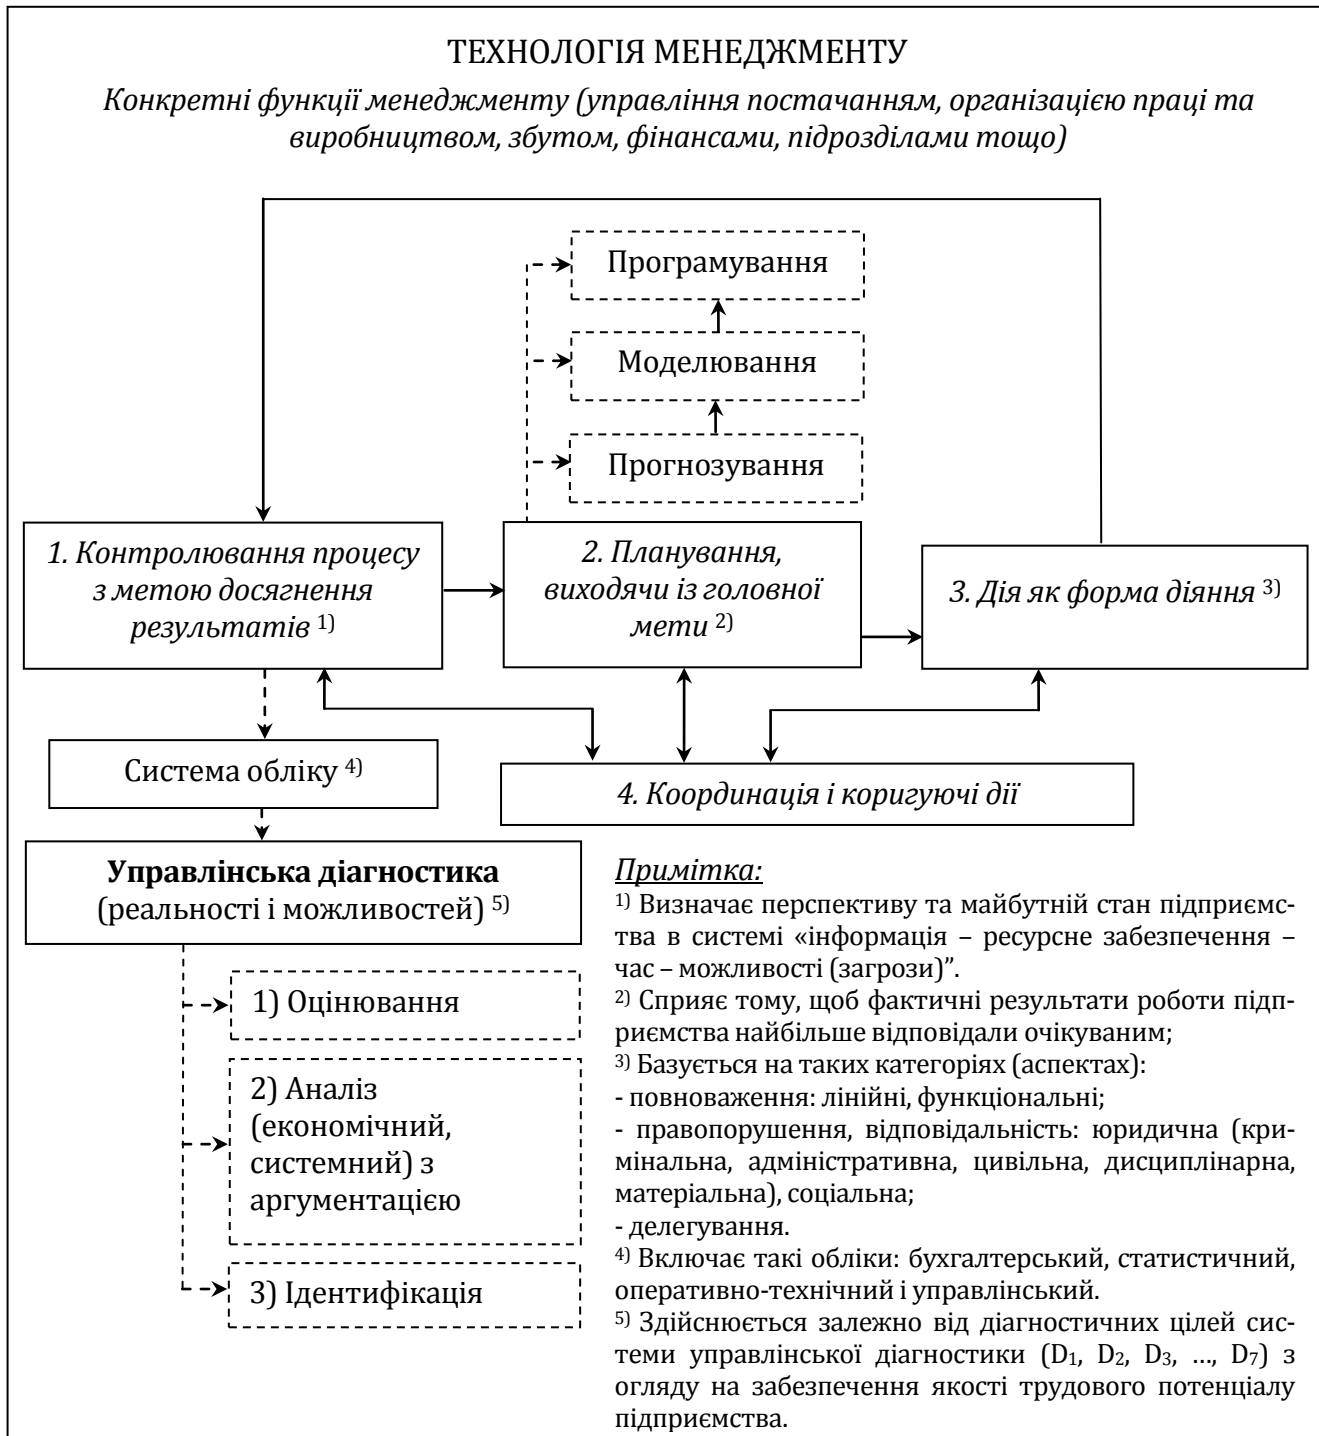 ТЕХНОЛОГІЯ МЕНЕДЖМЕНТУ
Конкретні функції менеджменту (управління постачанням, організацією праці та
виробництвом, збутом, фінансами, підрозділами тощо)
Програмування
Моделювання
Прогнозування
1. Контролювання процесу
з метою досягнення
результатів 1)
2. Планування,
виходячи із головної
мети 2)
3. Дія як форма діяння 3)
Система обліку 4)
4. Координація і коригуючі дії
Управлінська діагностика
(реальності і можливостей) 5)
1) Оцінювання
2) Аналіз
(економічний,
системний) з
аргументацією
3) Ідентифікація
Примітка:
1) Визначає перспективу та майбутній стан підприємс-
тва в системі «інформація – ресурсне забезпечення –
час – можливості (загрози)”.
2) Сприяє тому, щоб фактичні результати роботи підп-
риємства найбільше відповідали очікуваним;
3) Базується на таких категоріях (аспектах):
- повноваження: лінійні, функціональні;
- правопорушення, відповідальність: юридична (кри-
мінальна, адміністративна, цивільна, дисциплінарна,
матеріальна), соціальна;
- делегування.
4) Включає такі обліки: бухгалтерський, статистичний,
оперативно-технічний і управлінський.
5) Здійснюється залежно від діагностичних цілей сис-
теми управлінської діагностики (D₁, D₂, D₃, ..., D₇) з
огляду на забезпечення якості трудового потенціалу
підприємства.